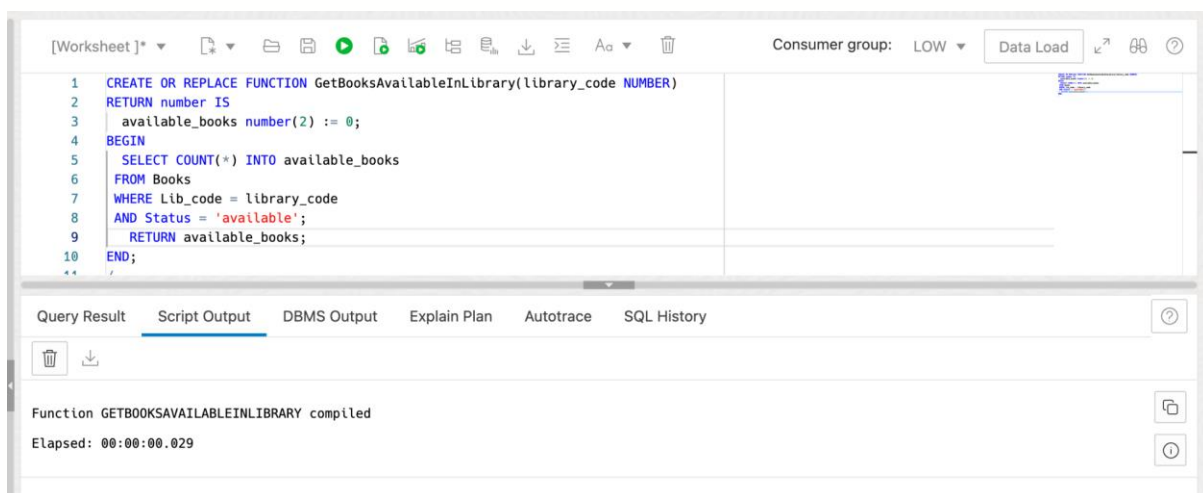 [Worksheet ]*
Aa
Consumer group: LOW
Data Load
1 CREATE OR REPLACE FUNCTION GetBooksAvailableInLibrary(library_code NUMBER)
2 RETURN number IS
3 available_books number(2) := 0;
4 BEGIN
5 SELECT COUNT(*) INTO available_books
6 FROM Books
7 WHERE Lib_code = library_code
8 AND Status = 'available';
9 RETURN available_books;
10 END;
Query Result Script Output DBMS Output Explain Plan Autotrace SQL History
Function GETBOOKSAVAILABLEINLIBRARY compiled
Elapsed: 00:00:00.029